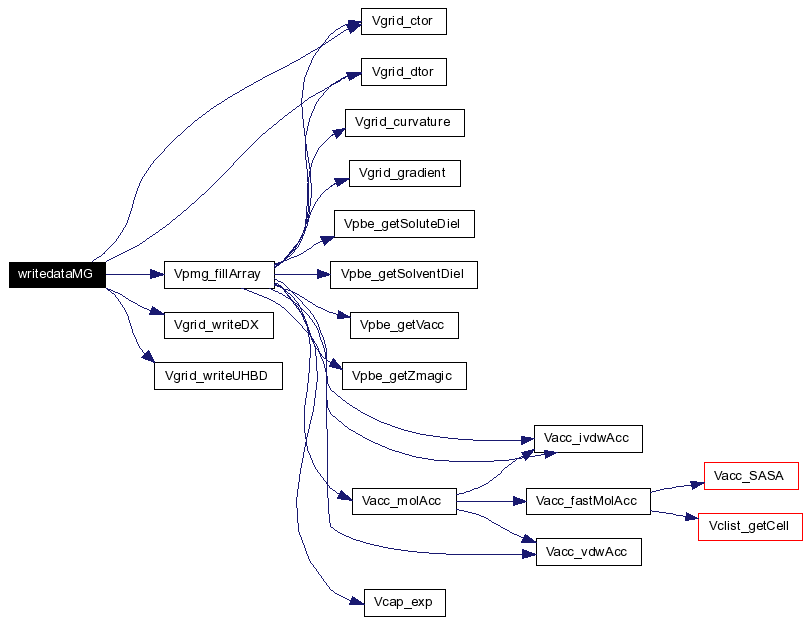 Vgrid_ctor
Vgrid_dtor
Vgrid_curvature
Vgrid_gradient
Vpbe_getSoluteDiel
writedataMG
Vpmg_fillArray
Vpbe_getSolventDiel
Vgrid_writeDX
Vpbe_getVacc
Vgrid_writeUHBD
Vpbe_getZmagic
Vacc_ivdwAcc
Vacc_SASA
Vacc_molAcc
Vacc_fastMolAcc
Vclist_getCell
Vacc_vdwAcc
Vcap_exp